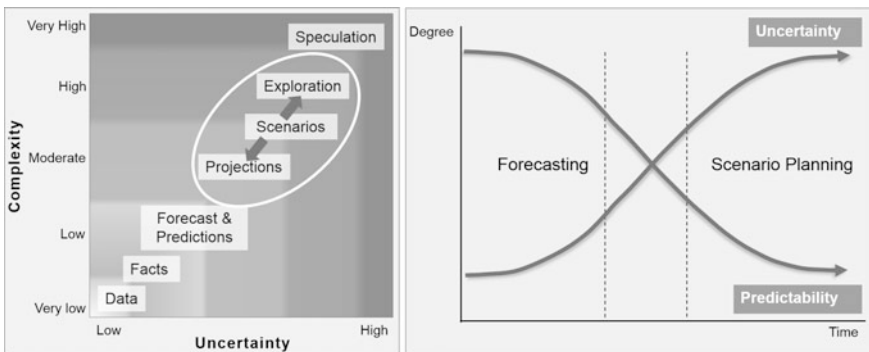 Very High
High
Moderate
Low
Very low
Complexity
Speculation
Exploration
Scenarios
Projections
Forecast &
Predictions
Facts
Data
Low
High
Uncertainty
Degree
Uncertainty
Forecasting
Scenario Planning
Predictability
Time